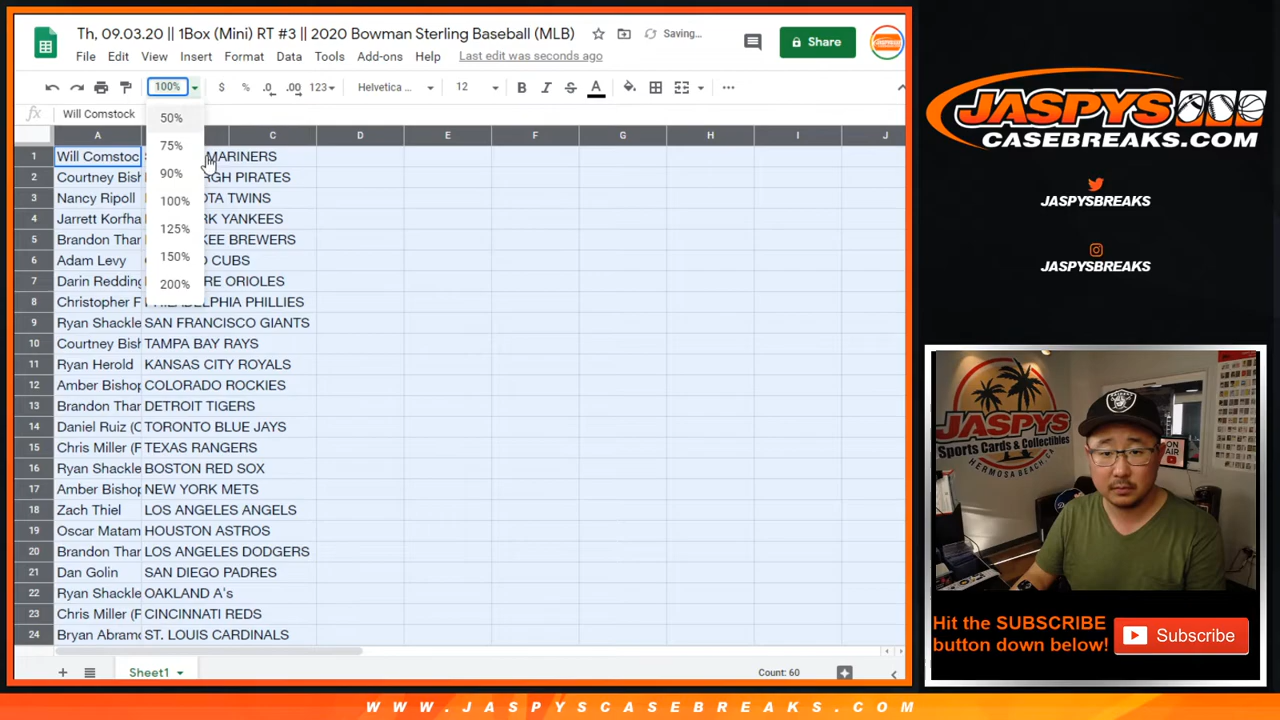 Th, 09.03.20 || 1Box (Mini) RT #3 || 2020 Bowman Sterling Baseball (MLB)
Saving...
File Edit View Insert Format Data Tools Add-ons Help Last edit was seconds ago
Share
100% $ % .0 .00 123 Helvetica ... 12 B I S A
fx Will Comstock
50%
75%
90%
100%
125%
150%
200%
A C D E F G H I J
1 Will Comstoc MARINERS
2 Courtney Bish RGH PIRATES
3 Nancy Ripoll OTA TWINS
4 Jarrett Korfha RK YANKEES
5 Brandon Thar KEE BREWERS
6 Adam Levy O CUBS
7 Darin Redding RE ORIOLES
8 Christopher F PHILADELPHIA PHILLIES
9 Ryan Shackle SAN FRANCISCO GIANTS
10 Courtney Bish TAMPA BAY RAYS
11 Ryan Herold KANSAS CITY ROYALS
12 Amber Bishop COLORADO ROCKIES
13 Brandon Thar DETROIT TIGERS
14 Daniel Ruiz (C TORONTO BLUE JAYS
15 Chris Miller (F TEXAS RANGERS
16 Ryan Shackle BOSTON RED SOX
17 Amber Bishop NEW YORK METS
18 Zach Thiel LOS ANGELES ANGELS
19 Oscar Matam HOUSTON ASTROS
20 Brandon Thar LOS ANGELES DODGERS
21 Dan Golin SAN DIEGO PADRES
22 Ryan Shackle OAKLAND A's
23 Chris Miller (F CINCINNATI REDS
24 Bryan Abramo ST. LOUIS CARDINALS
Sheet1
Count: 60
JASPYS
CASEBREAKS.COM
JASPYSBREAKS
JASPYSBREAKS
JASPYS
Sports Cards & Collectibles
HERMOSA BEACH, 
ON AIR
RAIDERS
Hit the SUBSCRIBE
button down below!
Subscribe
WWW.JASPYSCASEBREAKS.COM